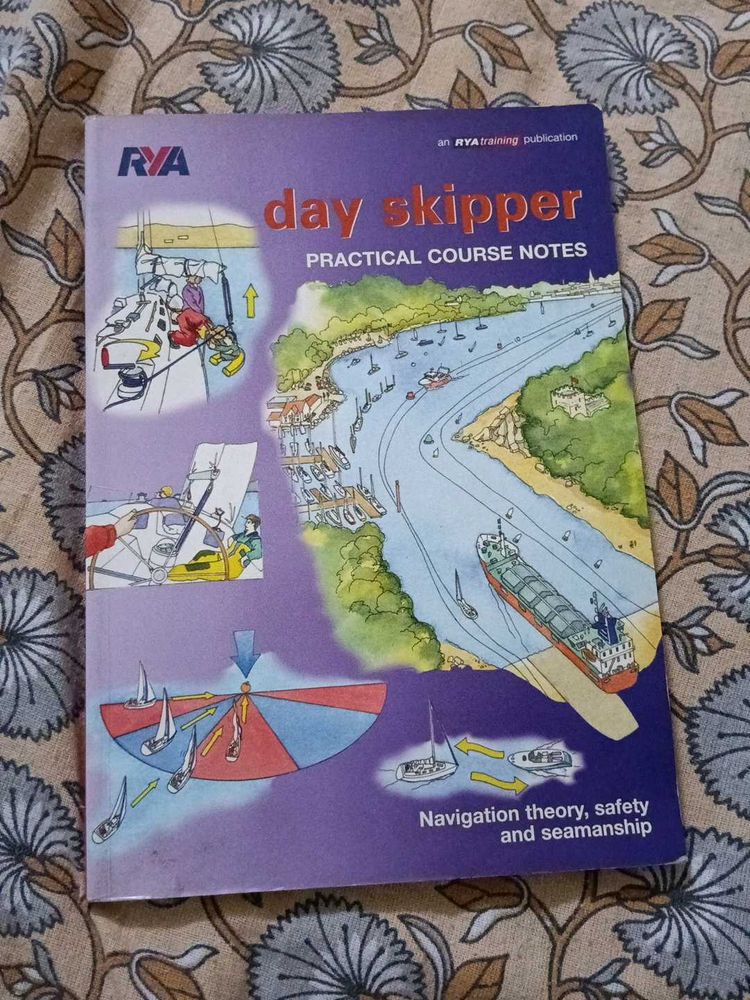 RYA
an RYA training publication
day skipper
PRACTICAL COURSE NOTES
Navigation theory, safety
and seamanship